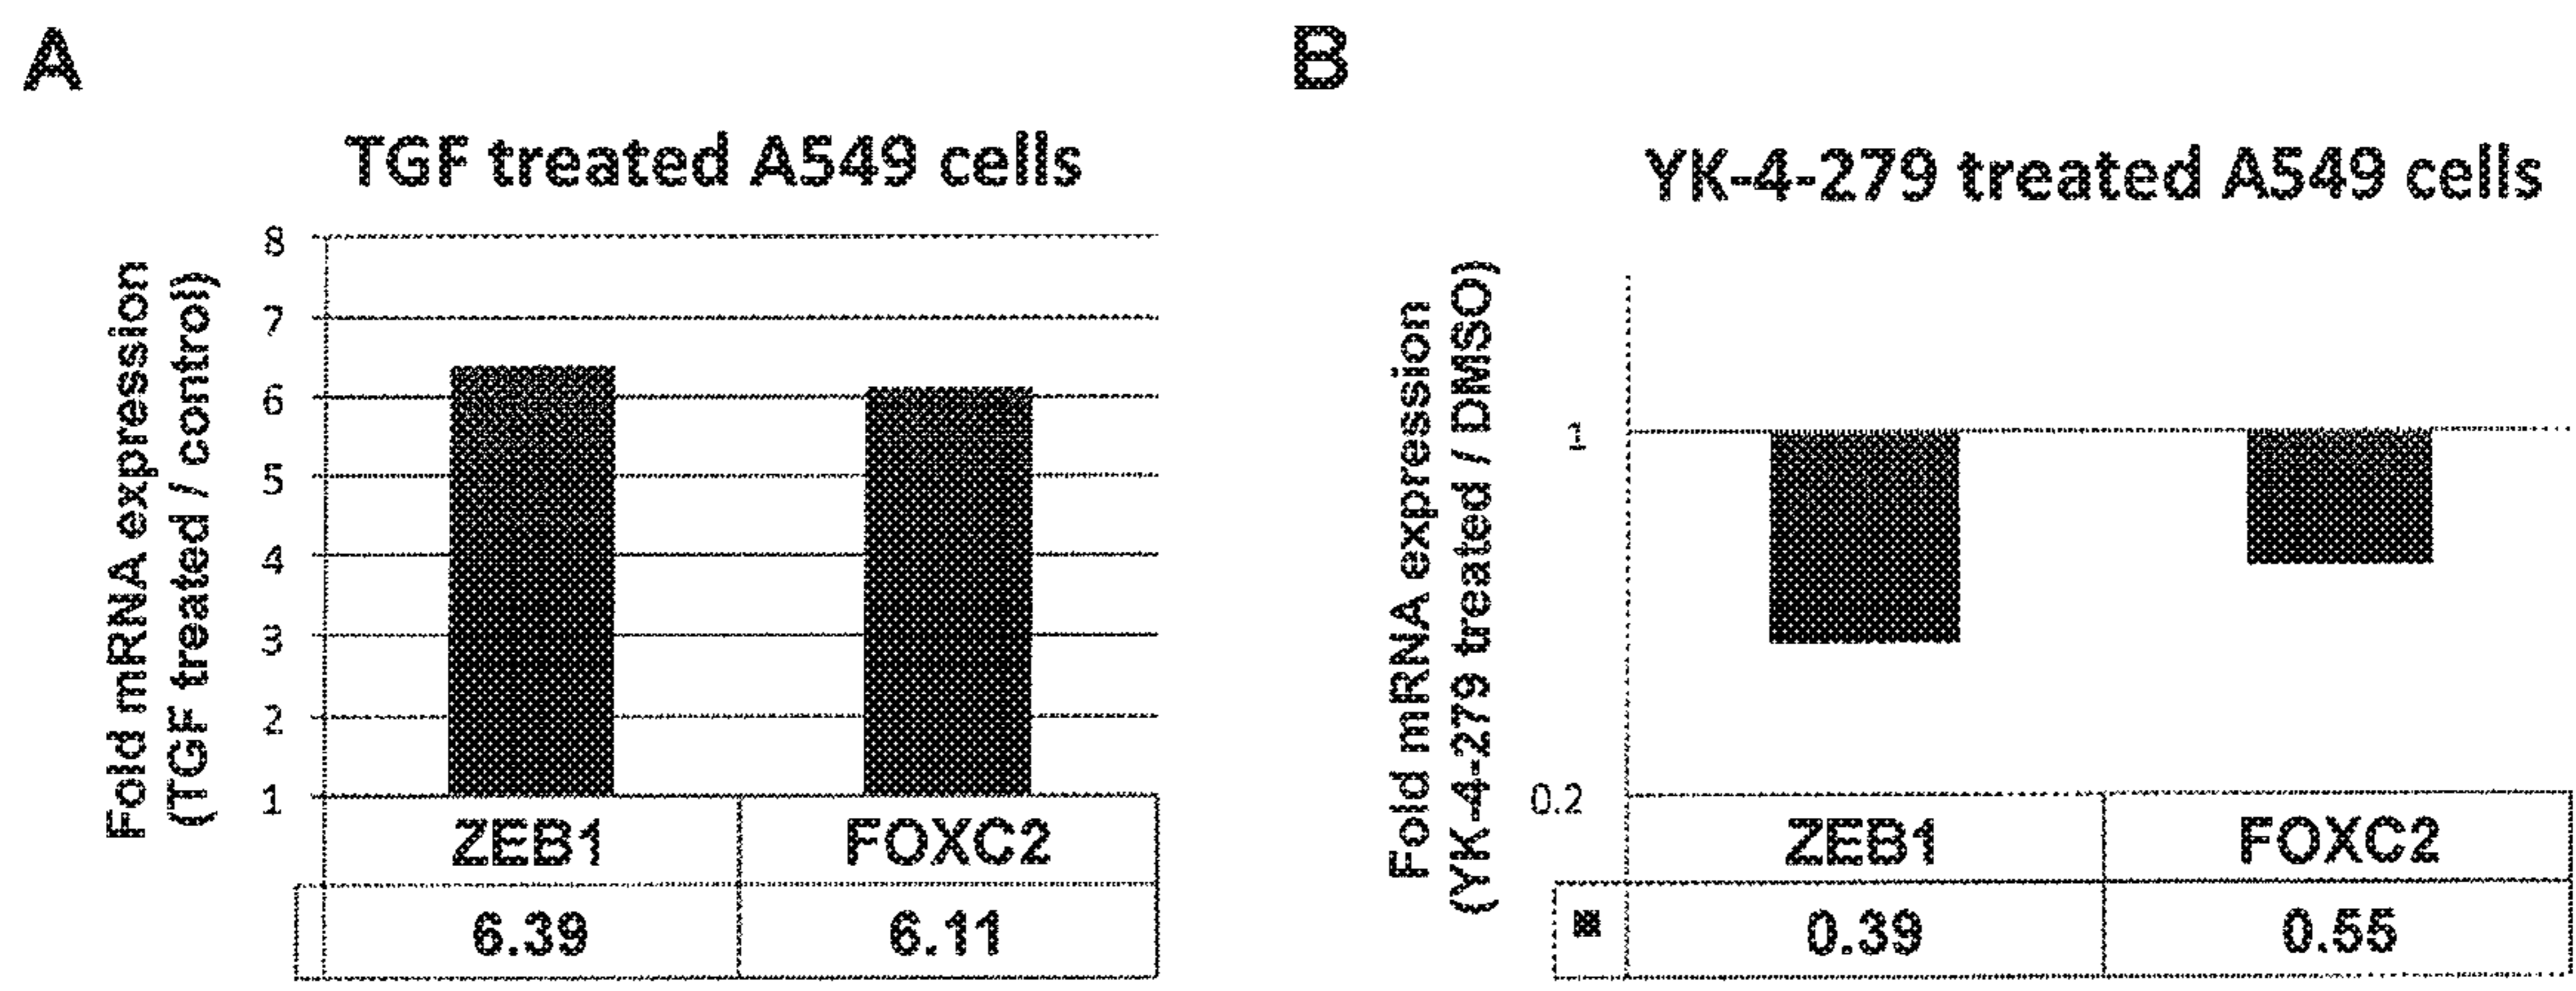 A
TGF treated A549 cells
Fold mRNA expression
(TGF treated / control)
8
7
6
5
4
3
2
1
ZEB1 FOXC2
6.39 6.11
B
YK-4-279 treated A549 cells
Fold mRNA expression
(YK-4-279 treated / DMSO)
1
0.2
ZEB1 FOXC2
0.39 0.55